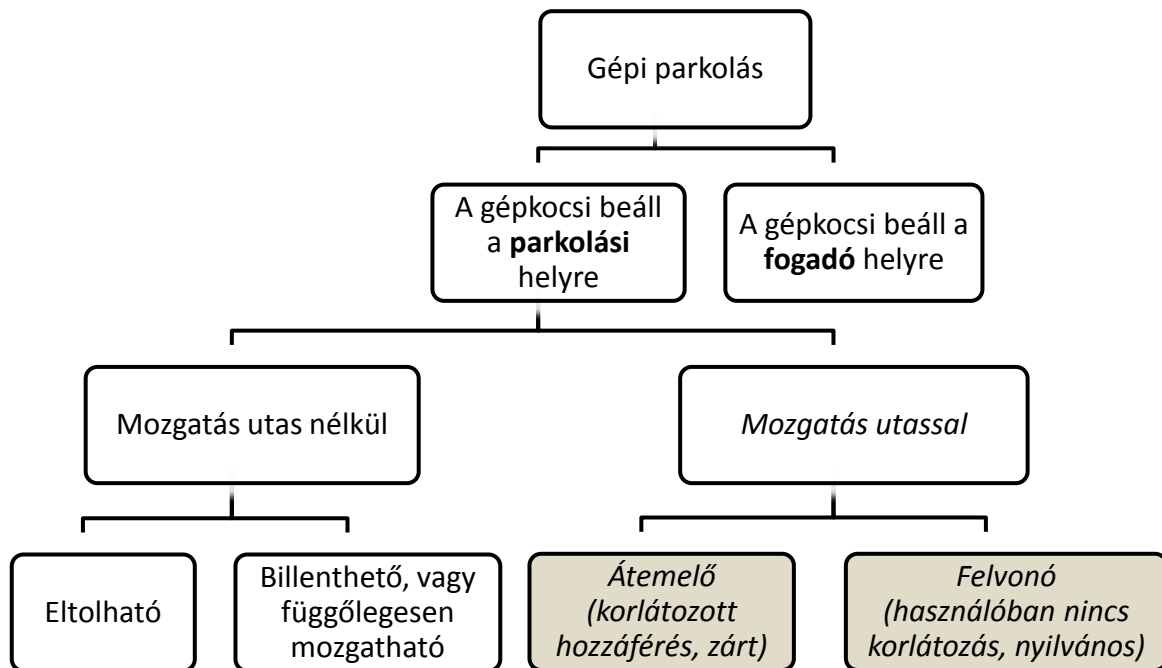 Gépi parkolás
A gépkocsi beáll
a parkolási
helyre
A gépkocsi beáll a
fogadó helyre
Mozgatás utas nélkül
Mozgatás utassal
Eltolható
Billenthető, vagy
függőlegesen
mozgatható
Átemelő
(korlátozott
hozzáférés, zárt)
Felvonó
(használóban nincs
korlátozás, nyilvános)